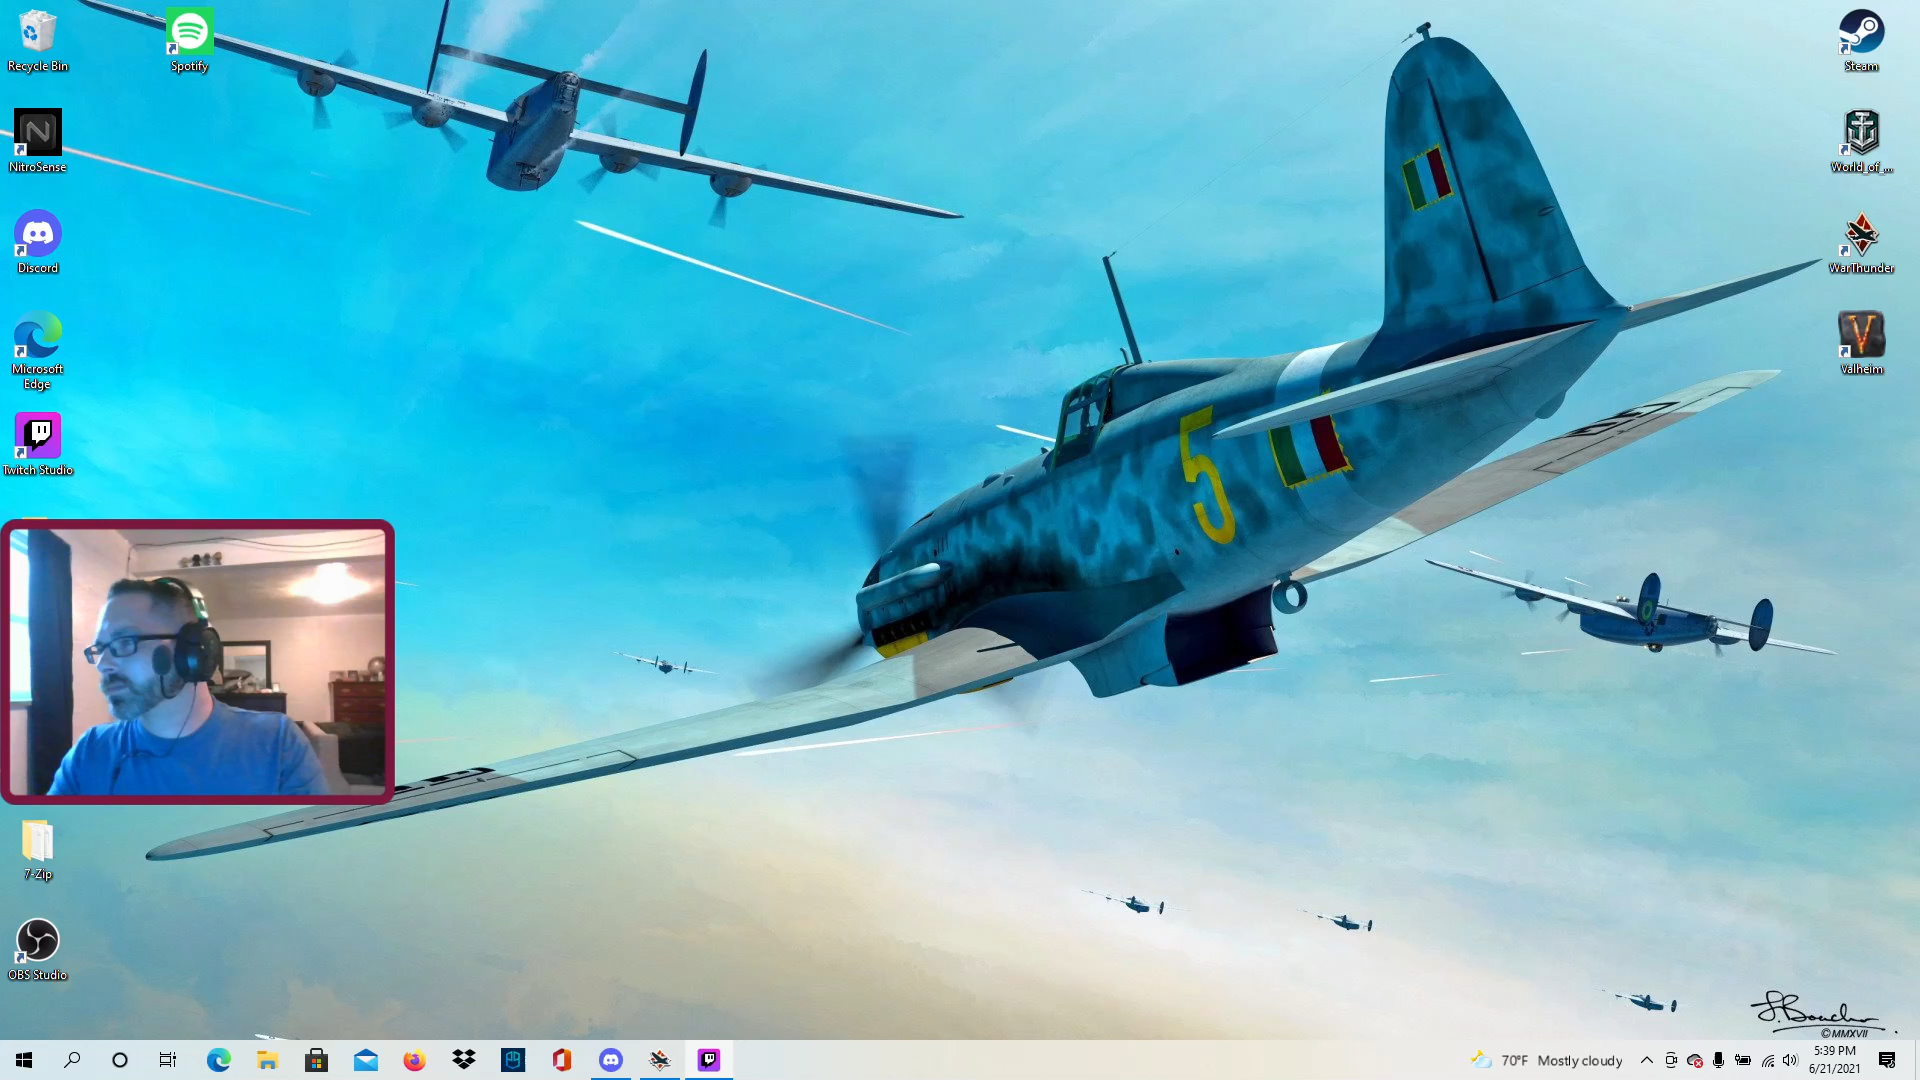 Recycle Bin
Spotify
Steam
N
NitroSense
World_of_...
Discord
WarThunder
Microsoft
Edge
V
Valheim
Twitch Studio
5
7-Zip
OBS Studio
J.Boucher
©MMXVII
70°F Mostly cloudy
5:39 PM
6/21/2021